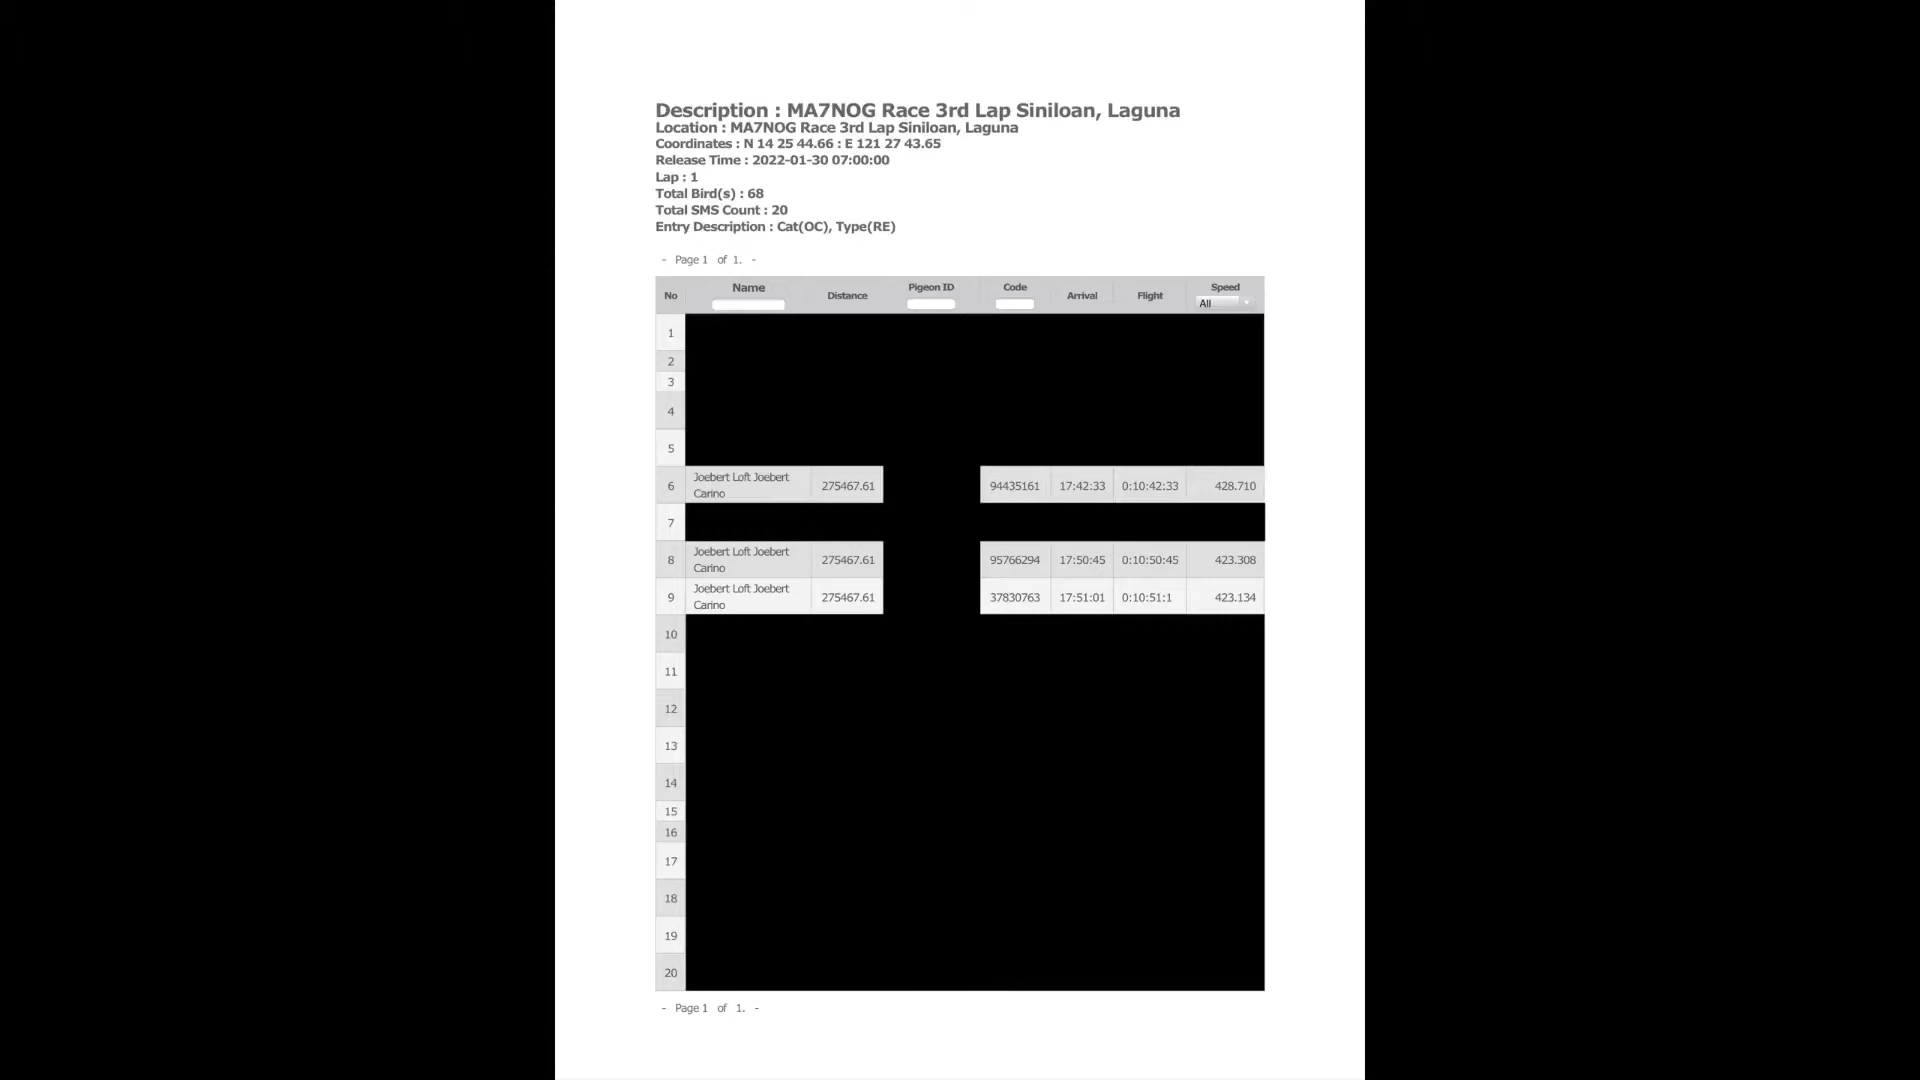 Description : MA7NOG Race 3rd Lap Siniloan, Laguna
Location : MA7NOG Race 3rd Lap Siniloan, Laguna
Coordinates : N 14 25 44.66 : E 121 27 43.65
Release Time : 2022-01-30 07:00:00
Lap : 1
Total Bird(s) : 68
Total SMS Count : 20
Entry Description : Cat(OC), Type(RE)
- Page 1 of 1. -
No Name Distance Pigeon ID Code Arrival Flight Speed
All
1
2
3
4
5
6 Joebert Loft Joebert Carino 275467.61 94435161 17:42:33 0:10:42:33 428.710
7
8 Joebert Loft Joebert Carino 275467.61 95766294 17:50:45 0:10:50:45 423.308
9 Joebert Loft Joebert Carino 275467.61 37830763 17:51:01 0:10:51:1 423.134
10
11
12
13
14
15
16
17
18
19
20
- Page 1 of 1. -